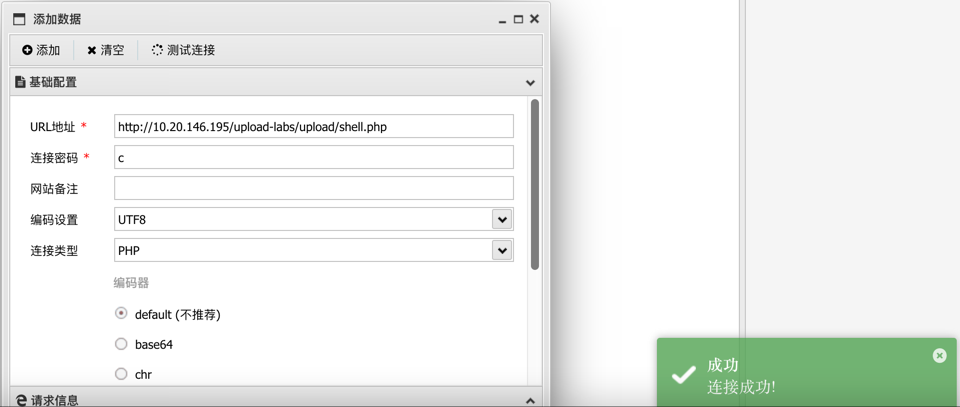 添加数据
添加 清空 测试连接
基础配置
URL地址 * http://10.20.146.195/upload-labs/upload/shell.php
连接密码 * c
网站备注
编码设置 UTF8
连接类型 PHP
编码器
default (不推荐)
base64
chr
请求信息
成功
连接成功!